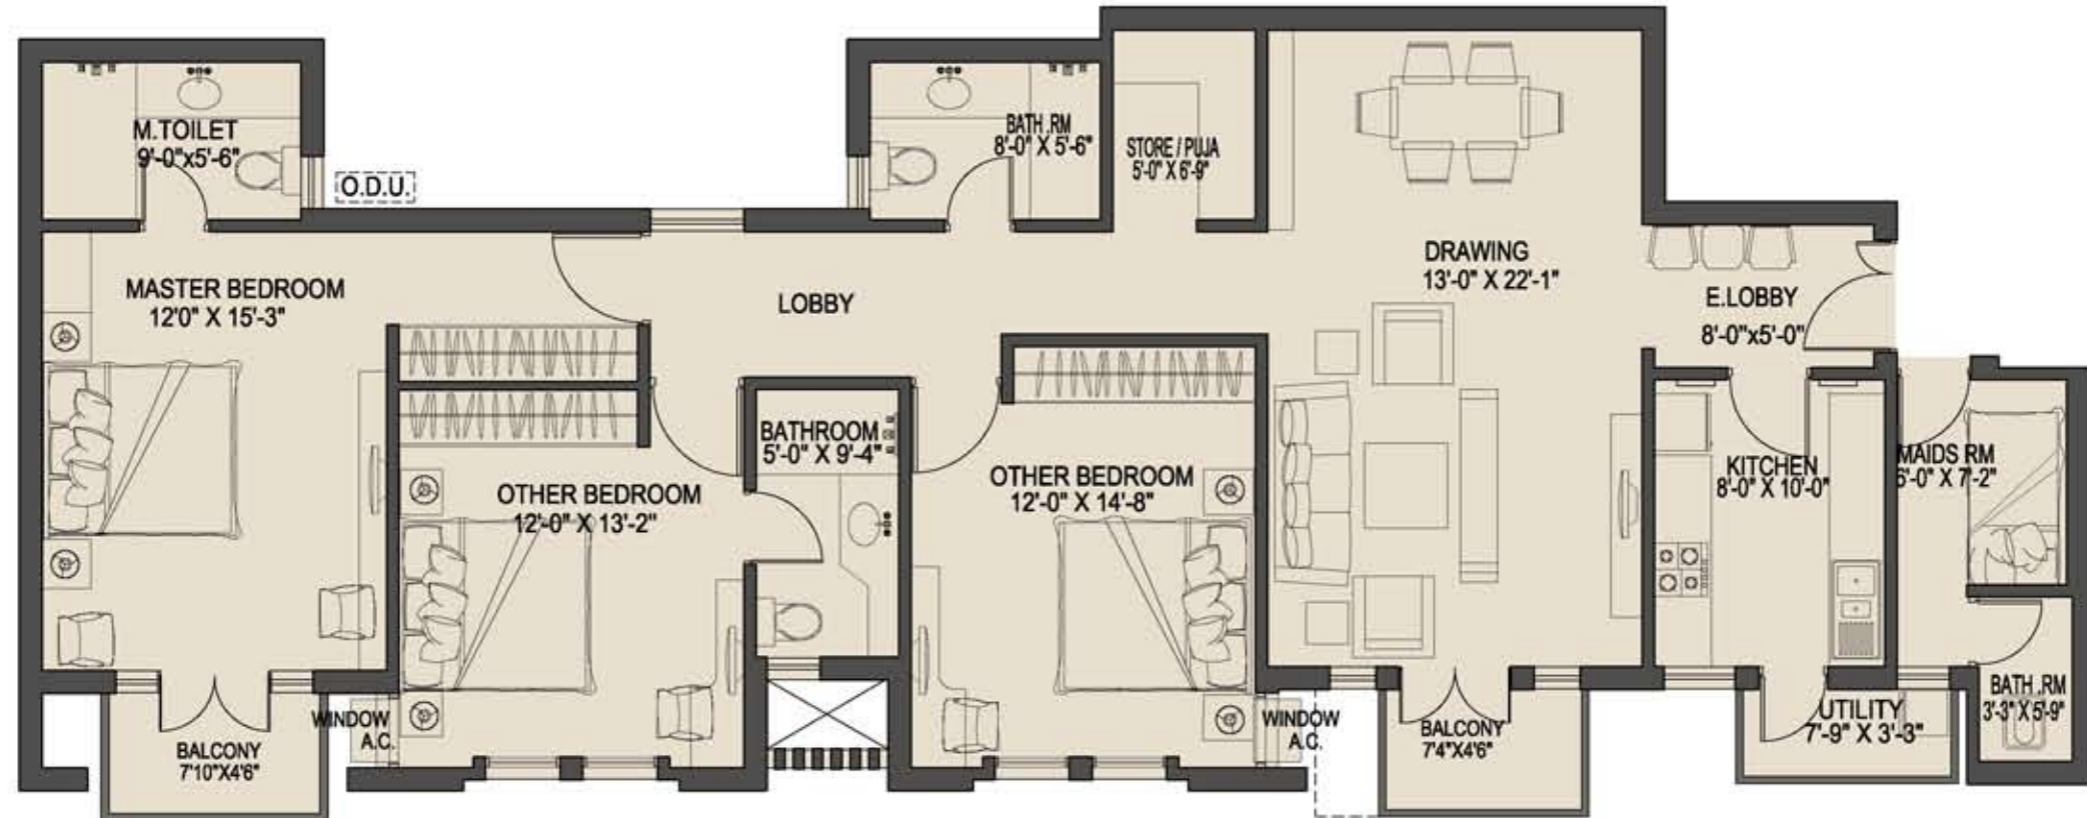 M.TOILET
9'-0"x5'-6"
O.D.U.
BATH .RM
8'-0" X 5'-6"
STORE / PUJA
5'-0" X 6'-9"
DRAWING
13'-0" X 22'-1"
MASTER BEDROOM
12'0" X 15'-3"
LOBBY
E.LOBBY
8'-0"x5'-0"
BATHROOM
5'-0" X 9'-4"
OTHER BEDROOM
12'-0" X 13'-2"
OTHER BEDROOM
12'-0" X 14'-8"
KITCHEN
8'-0" X 10'-0"
MAIDS RM
6'-0" X 7'-2"
WINDOW
A.C.
BALCONY
7'10"X4'6"
WINDOW
A.C.
BALCONY
7'4"X4'6"
UTILITY
7'-9" X 3'-3"
BATH .RM
3'-3" X 5'-9"